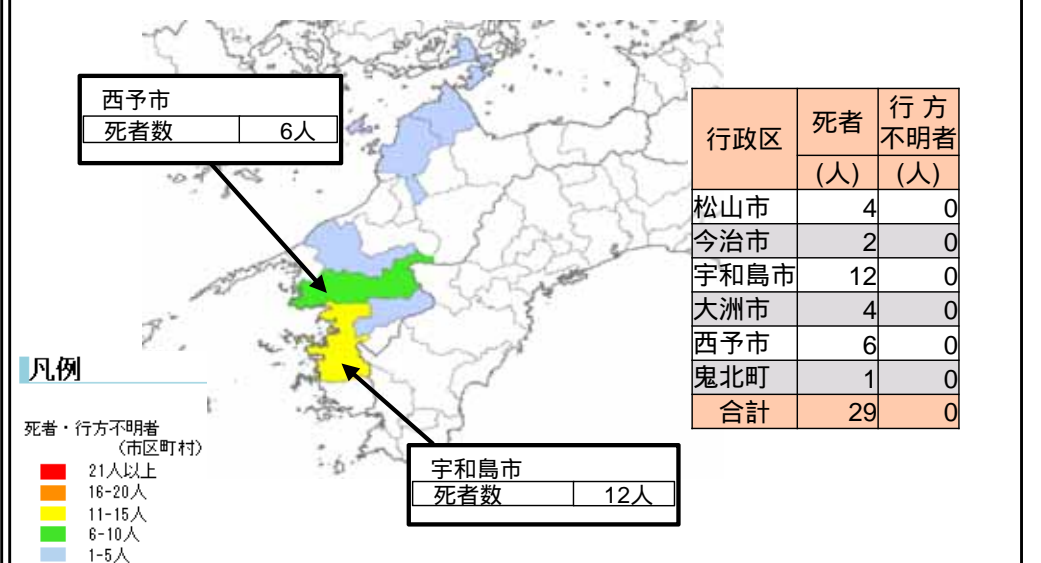 西予市
死者数 6人
行政区 死者 行方不明者
(人) (人)
松山市 4 0
今治市 2 0
宇和島市 12 0
大洲市 4 0
西予市 6 0
鬼北町 1 0
合計 29 0
宇和島市
死者数 12人
凡例
死者・行方不明者
(市区町村)
21人以上
16-20人
11-15人
6-10人
1-5人